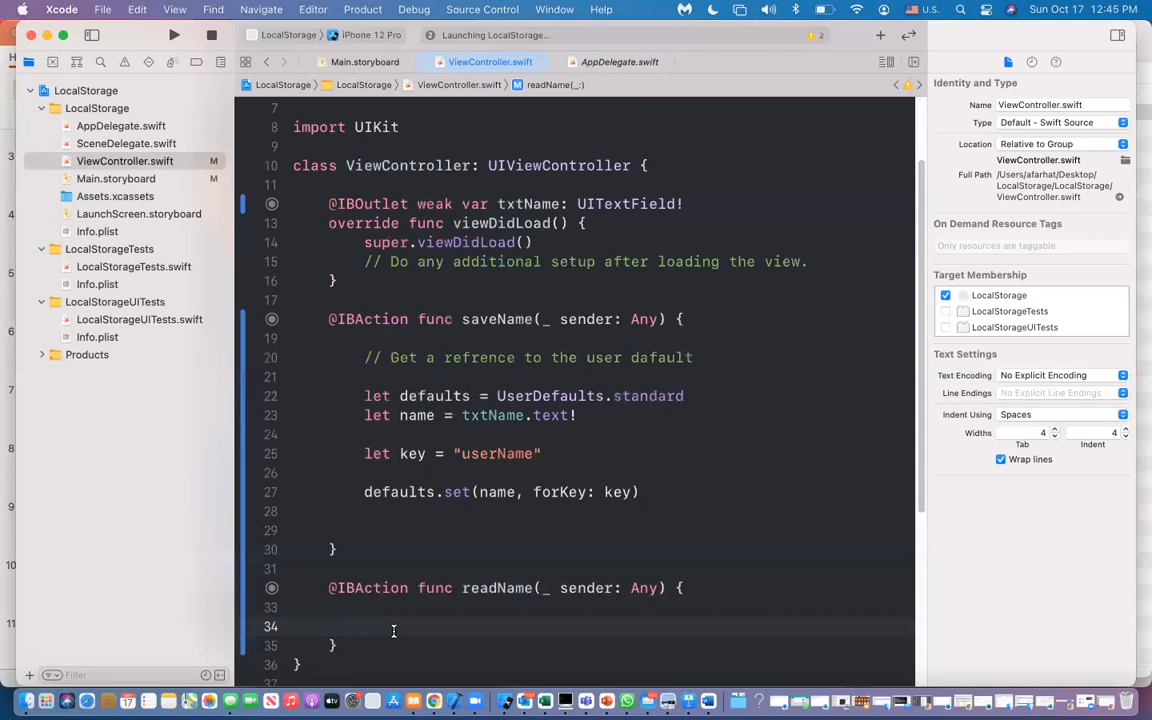 Xcode File Edit View Find Navigate Editor Product Debug Source Control Window Help U.S. Sun Oct 17 12:45 PM
LocalStorage iPhone 12 Pro Launching LocalStorage... 2
Main.storyboard ViewController.swift AppDelegate.swift
LocalStorage LocalStorage ViewController.swift M readName(_:)
LocalStorage
LocalStorage
AppDelegate.swift
SceneDelegate.swift
ViewController.swift M
Main.storyboard M
Assets.xcassets
LaunchScreen.storyboard
Info.plist
LocalStorageTests
LocalStorageTests.swift
Info.plist
LocalStorageUITests
LocalStorageUITests.swift
Info.plist
Products
Filter
7
8 import UIKit
9
10 class ViewController: UIViewController {
11
@IBOutlet weak var txtName: UITextField!
13 override func viewDidLoad() {
14 super.viewDidLoad()
15 // Do any additional setup after loading the view.
16 }
17
@IBAction func saveName(_ sender: Any) {
19
20 // Get a refrence to the user dafault
21
22 let defaults = UserDefaults.standard
23 let name = txtName.text!
24
25 let key = "userName"
26
27 defaults.set(name, forKey: key)
28
29
30 }
31
@IBAction func readName(_ sender: Any) {
33
34
35 }
36 }
37
Identity and Type
Name ViewController.swift
Type Default - Swift Source
Location Relative to Group
ViewController.swift
Full Path /Users/afarhat/Desktop/
LocalStorage/LocalStorage/
ViewController.swift
On Demand Resource Tags
Only resources are taggable
Target Membership
LocalStorage
LocalStorageTests
LocalStorageUITests
Text Settings
Text Encoding No Explicit Encoding
Line Endings No Explicit Line Endings
Indent Using Spaces
Widths 4 4
Tab Indent
Wrap lines